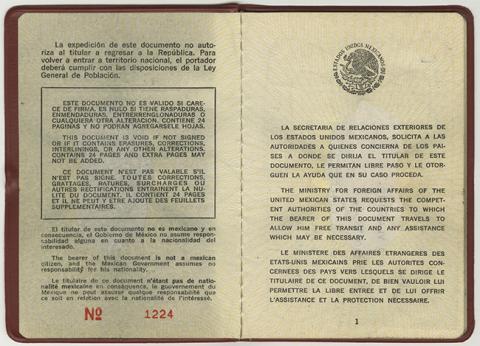 La expedición de este documento no auto-
riza al titular a regresar a la República. Para
volver a entrar a territorio nacional, el portador
deberá cumplir con las disposiciones de la Ley
General de Población.
ESTE DOCUMENTO NO ES VALIDO SI CARE-
CE DE FIRMA. ES NULO SI TIENE RASPADURAS,
ENMENDADURAS, ENTRERRENGLONADURAS O
CUALQUIERA OTRA ALTERACION. CONTIENE 24
PAGINAS Y NO PODRAN AGREGARSELE HOJAS.
THIS DOCUMENT IS VOID IF NOT SIGNED
OR IF IT CONTAINS ERASURES, CORRECTIONS,
INTERLININGS, OR ANY OTHER ALTERATIONS.
CONTAINS 24 PAGES AND EXTRA PAGES MAY
NOT BE ADDED.
CE DOCUMENT N'EST PAS VALABLE S'IL
N'EST PAS SIGNE. TOUTES CORRECTIONS,
GRATTAGES, RATURES, SURCHARGES OU
AUTRES RECTIFICATIONS ENTRAINENT LA NU-
LITE DU DOCUMENT. IL CONTIENT 24 PAGES
ET IL NE PEUT Y ETRE AJOUTE DES FEUILLETS
SUPPLEMENTAIRES.
El titular de este documento no es mexicano y en
consecuencia, el Gobierno de México no asume respon-
sabilidad alguna en cuanto a la nacionalidad del
interesado.
The bearer of this document is not a mexican
citizen, and the Mexican Government assumes no
responsability for his nationality.
Le titulaire de ce document n'étant pas de natio-
nalité mexicaine en conséquence, le gouvernement du
Mexique ne peut assumer quelque responsabilité que
ce soit en relation avec la nationalité de l'intéressé.
Nº 1224
ESTADOS UNIDOS MEXICANOS
LA SECRETARIA DE RELACIONES EXTERIORES DE
LOS ESTADOS UNIDOS MEXICANOS, SOLICITA A LAS
AUTORIDADES A QUIENES CONCIERNA DE LOS PAI-
SES A DONDE SE DIRIJA EL TITULAR DE ESTE
DOCUMENTO, LE PERMITAN LIBRE PASO Y LE OTOR-
GUEN LA AYUDA QUE EN SU CASO PROCEDA.
THE MINISTRY FOR FOREIGN AFFAIRS OF THE
UNITED MEXICAN STATES REQUESTS THE COMPET-
ENT AUTHORITIES OF THE COUNTRIES TO WHICH
THE BEARER OF THIS DOCUMENT TRAVELS TO
ALLOW HIM FREE TRANSIT AND ANY ASSISTANCE
WHICH MAY BE NECESSARY.
LE MINISTERE DES AFFAIRES ETRANGERES DES
ETATS-UNIS MEXICAINS PRIE LES AUTORITES CON-
CERNEES DES PAYS VERS LESQUELS SE DIRIGE LE
TITULAIRE DE CE DOCUMENT, DE BIEN VAULOIR LUI
PERMETTRE LA LIBRE ENTREE ET DE LUI OFFRIR
L'ASSISTANCE ET LA PROTECTION NÉCESSAIRE.
1